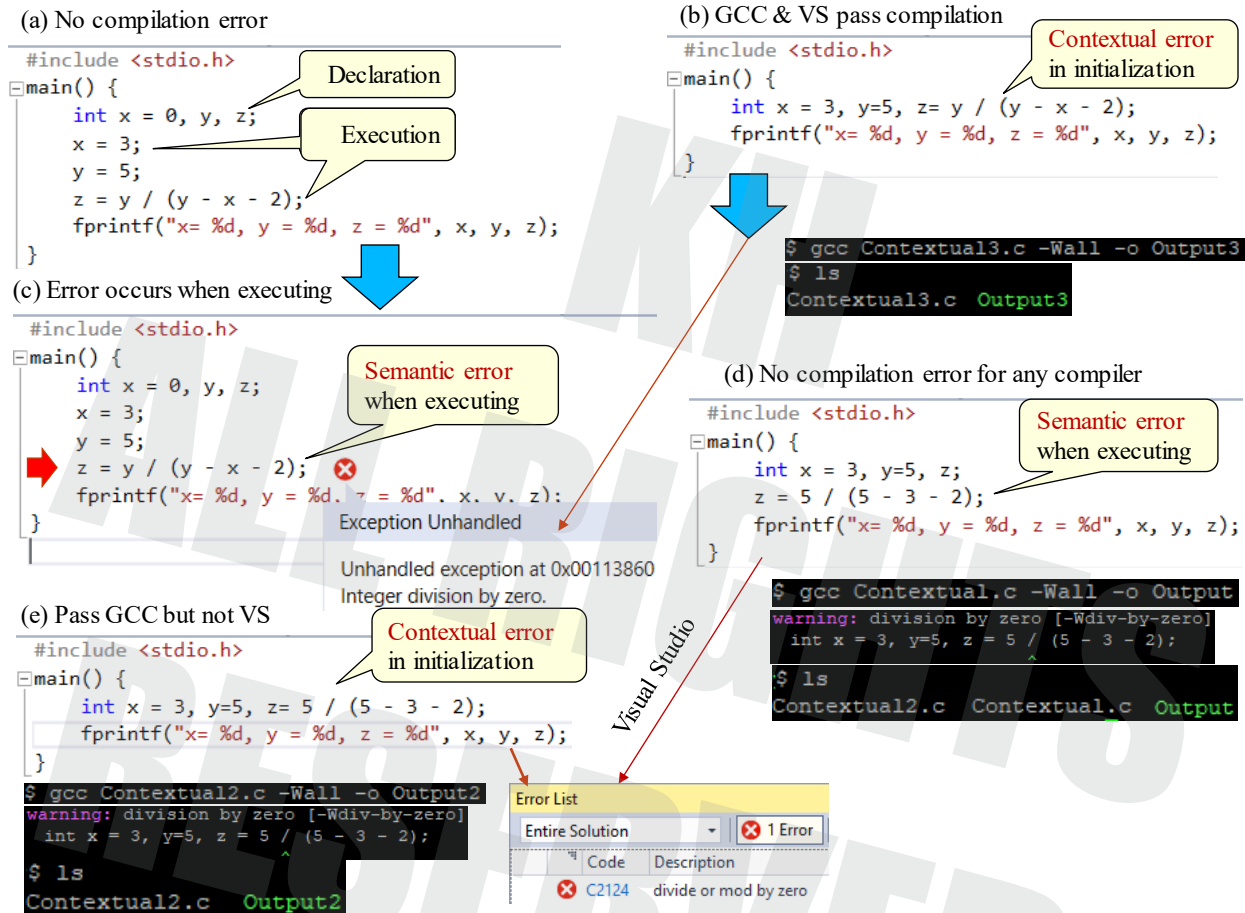 (a) No compilation error
#include <stdio.h>
main() {
int x = 0, y, z;
x = 3;
y = 5;
z = y / (y - x - 2);
fprintf("x= %d, y = %d, z = %d", x, y, z);
}
Declaration
Execution
(b) GCC & VS pass compilation
#include <stdio.h>
main() {
int x = 3, y=5, z= y / (y - x - 2);
fprintf("x= %d, y = %d, z = %d", x, y, z);
}
Contextual error
in initialization
$ gcc Contextual3.c -Wall -o Output3
$ ls
Contextual3.c Output3
(c) Error occurs when executing
#include <stdio.h>
main() {
int x = 0, y, z;
x = 3;
y = 5;
z = y / (y - x - 2);
fprintf("x= %d, y = %d, z = %d", x, y, z);
}
Semantic error
when executing
Exception Unhandled
Unhandled exception at 0x00113860
Integer division by zero.
(d) No compilation error for any compiler
#include <stdio.h>
main() {
int x = 3, y=5, z;
z = 5 / (5 - 3 - 2);
fprintf("x= %d, y = %d, z = %d", x, y, z);
}
Semantic error
when executing
$ gcc Contextual.c -Wall -o Output
warning: division by zero [-Wdiv-by-zero]
int x = 3, y=5, z = 5 / (5 - 3 - 2);
^
$ ls
Contextual2.c Contextual.c Output
(e) Pass GCC but not VS
#include <stdio.h>
main() {
int x = 3, y=5, z= 5 / (5 - 3 - 2);
fprintf("x= %d, y = %d, z = %d", x, y, z);
}
Contextual error
in initialization
$ gcc Contextual2.c -Wall -o Output2
warning: division by zero [-Wdiv-by-zero]
int x = 3, y=5, z = 5 / (5 - 3 - 2);
^
$ ls
Contextual2.c Output2
Visual Studio
Error List
Entire Solution
1 Error
Code Description
C2124 divide or mod by zero
KH
ALL RIGHTS